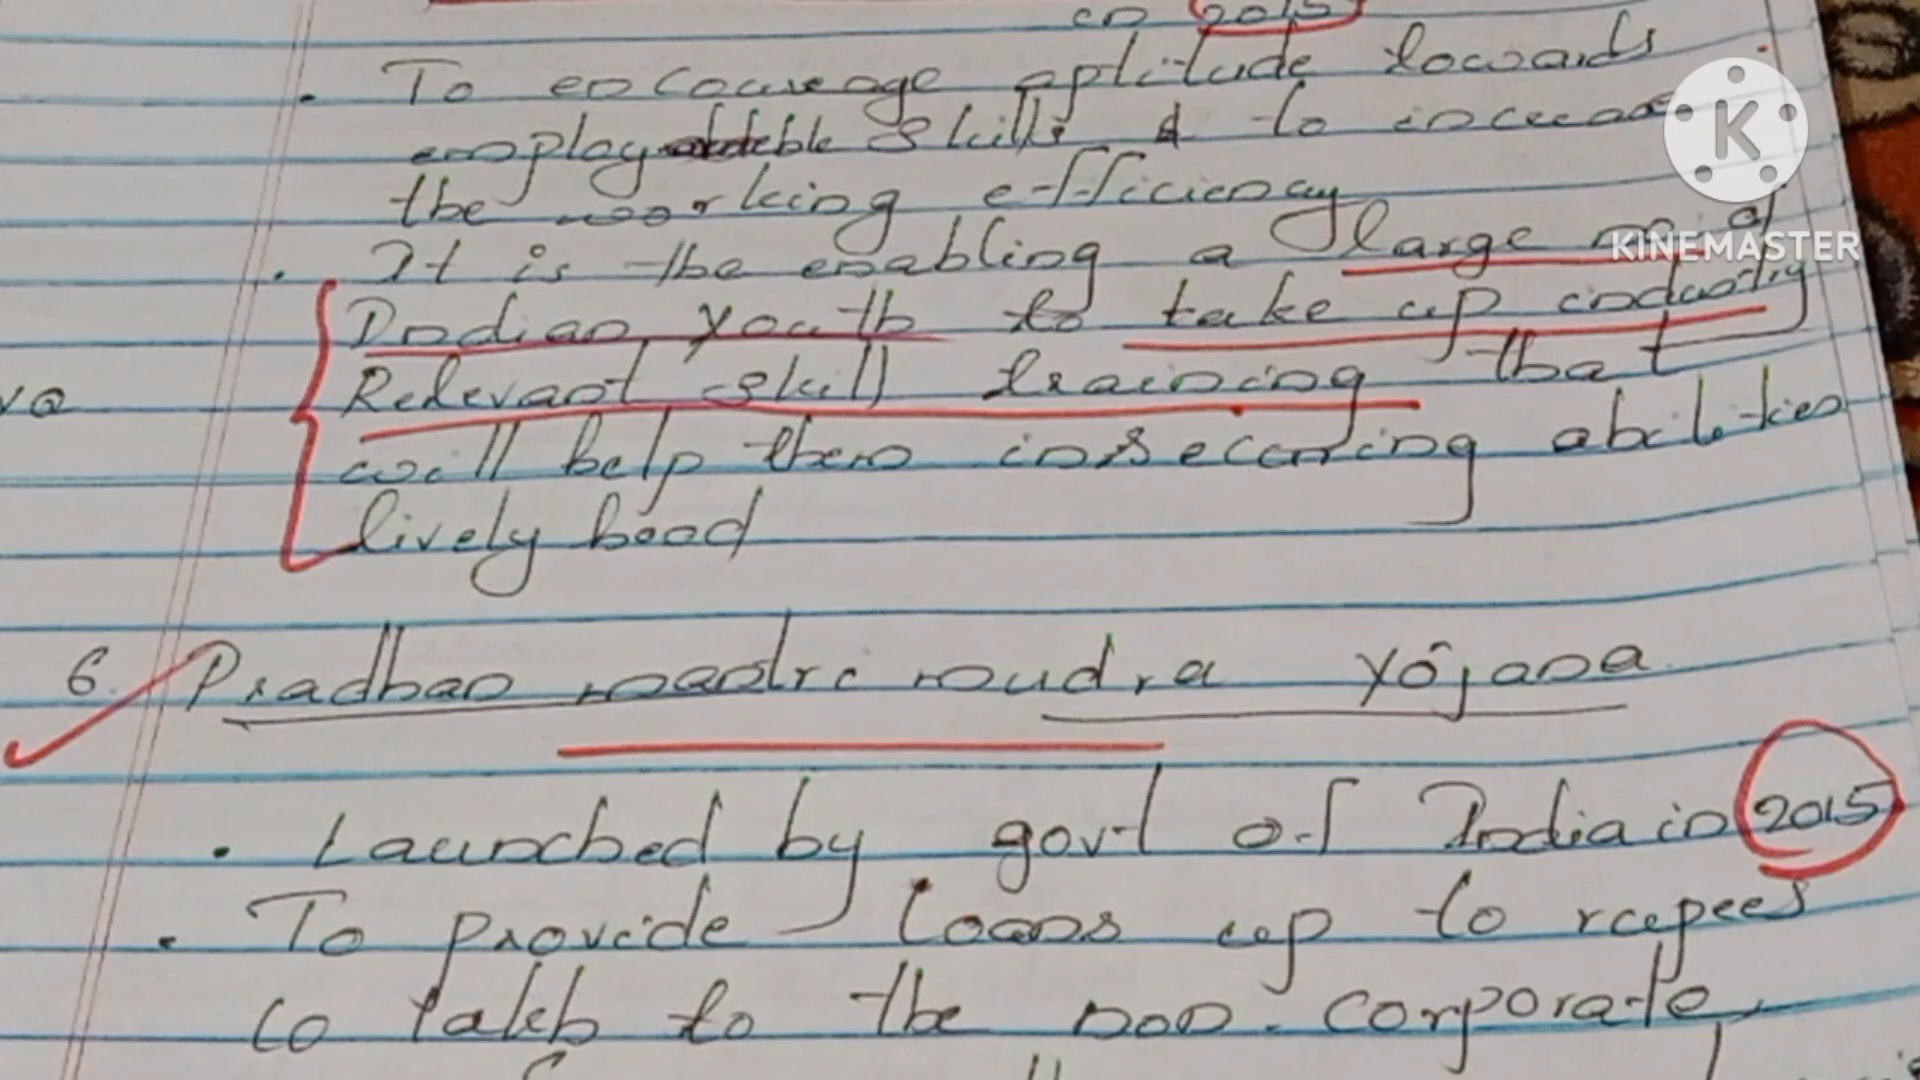 in 2015
• To encourage aptitude towards
employable skills & to increase
the working efficiency
• It is the enabling a large no. of
Indian youth to take up industry
Relevant skill training that
will help them insecuring abilities
lively hood
va
6. Pradhan mantri mudra yojana
• Launched by govt of India in 2015
• To provide loans up to rupees
10 lakh to the non-corporate,
K
KINEMASTER